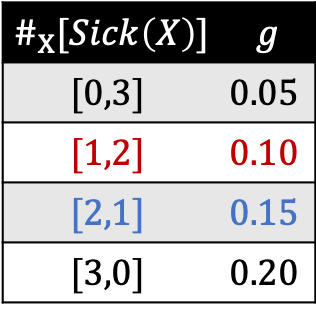 #X[Sick(X)] g
[0,3] 0.05
[1,2] 0.10
[2,1] 0.15
[3,0] 0.20